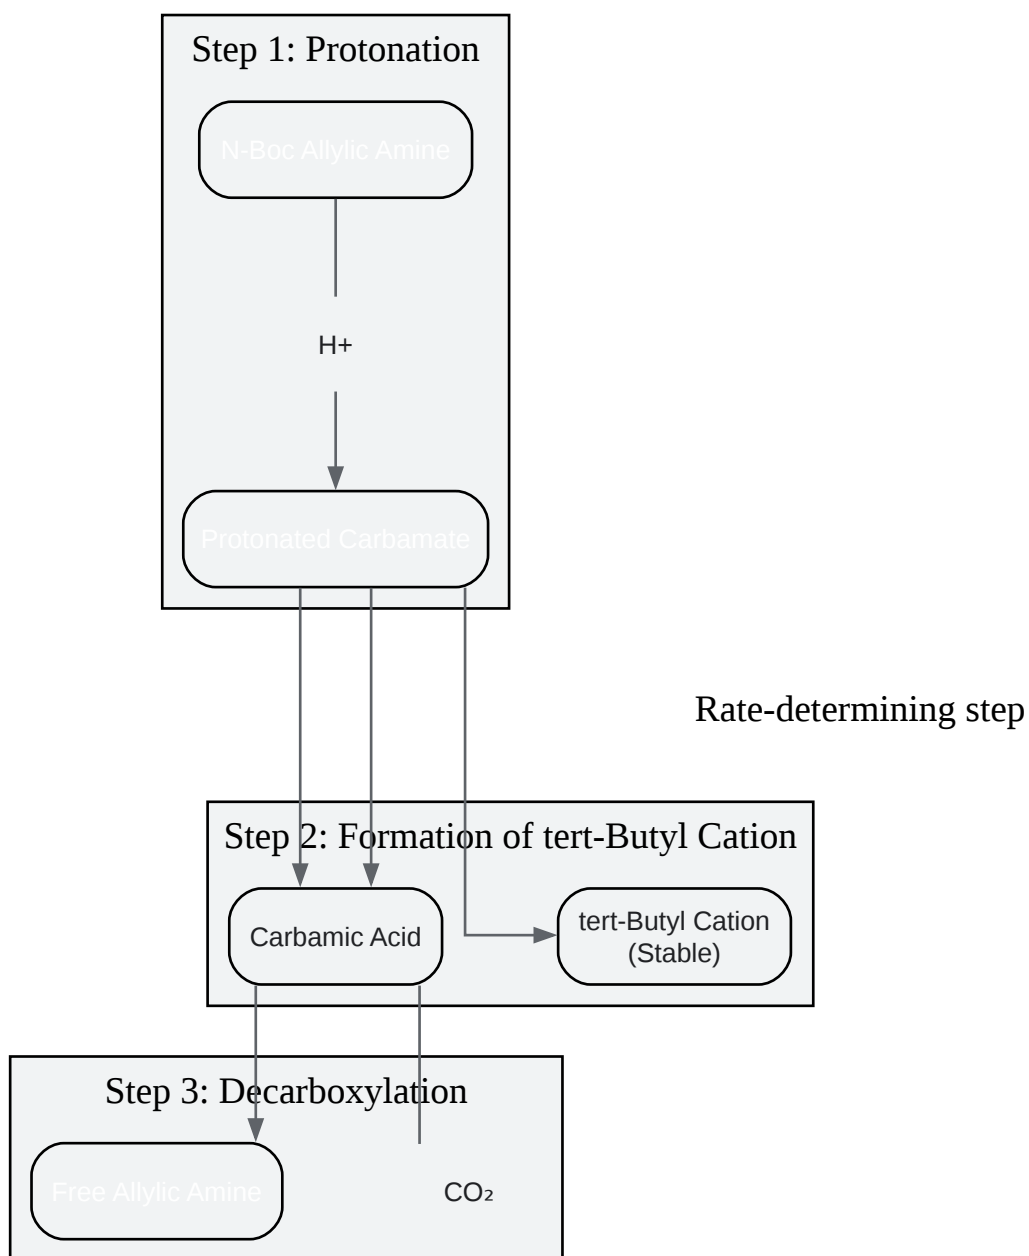 Step 1: Protonation
N-Boc Allylic Amine
H+
Protonated Carbamate
Rate-determining step
Step 2: Formation of tert-Butyl Cation
Carbamic Acid
tert-Butyl Cation
(Stable)
Step 3: Decarboxylation
Free Allylic Amine
CO₂